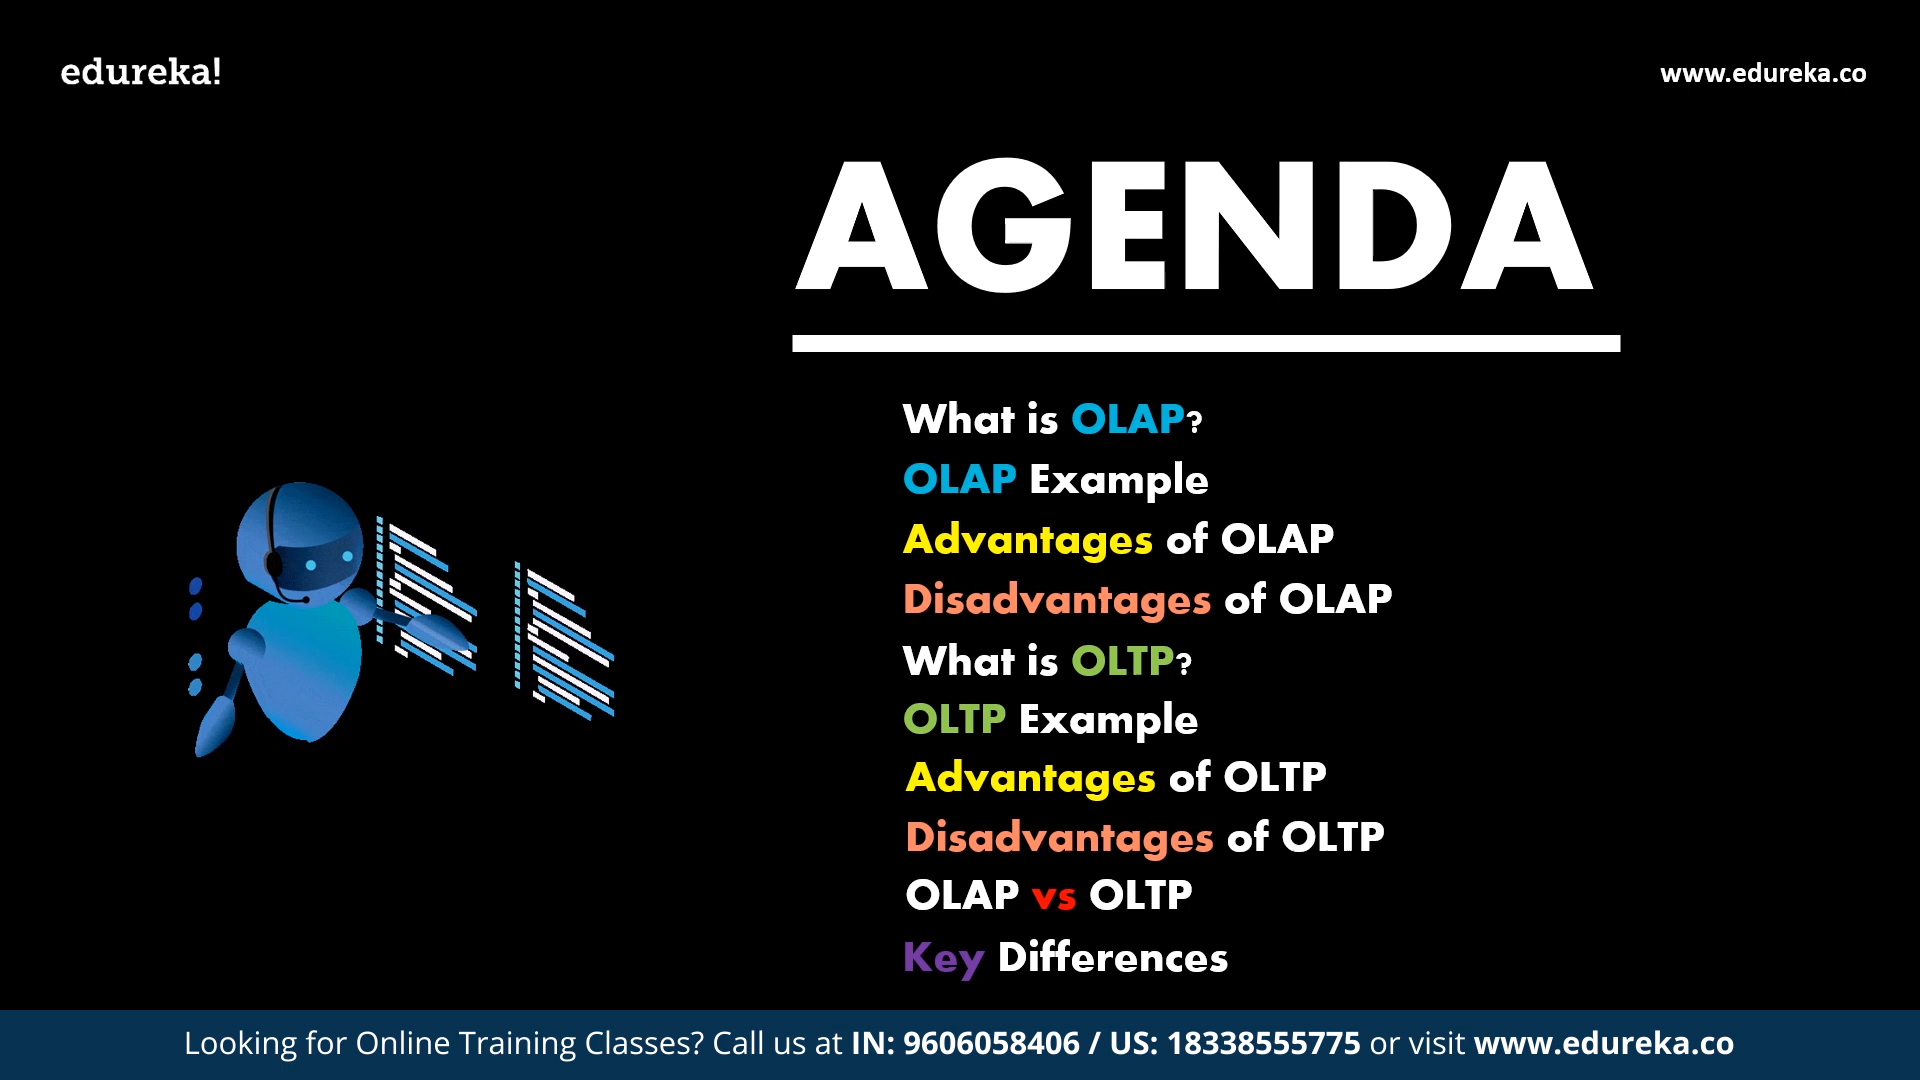 edureka!
www.edureka.co
AGENDA
What is OLAP?
OLAP Example
Advantages of OLAP
Disadvantages of OLAP
What is OLTP?
OLTP Example
Advantages of OLTP
Disadvantages of OLTP
OLAP vs OLTP
Key Differences
Looking for Online Training Classes? Call us at IN: 9606058406 / US: 18338555775 or visit www.edureka.co